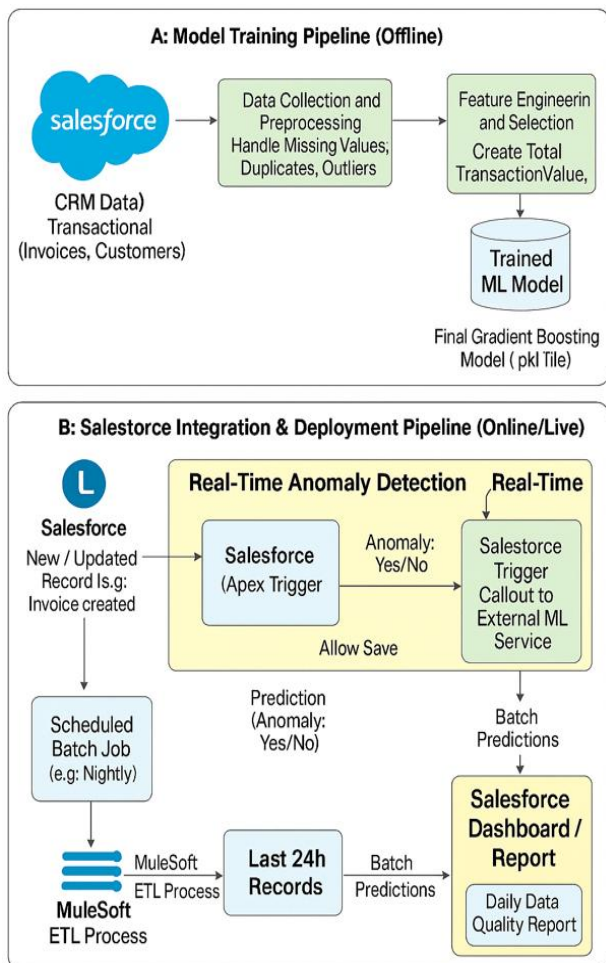 A: Model Training Pipeline (Offline)
salesforce
CRM Data)
Transactional
(Invoices, Customers)
Data Collection and
Preprocessing
Handle Missing Values;
Duplicates, Outliers
Feature Engineerin
and Selection
Create Total
TransactionValue,
Trained
ML Model
Final Gradient Boosting
Model ( pkl Tile)
B: Salestorce Integration & Deployment Pipeline (Online/Live)
L
Salesforce
New / Updated
Record Is.g:
Invoice created
Real-Time Anomaly Detection
Real-Time
Salesforce
(Apex Trigger
Anomaly:
Yes/No
Salestorce
Trigger
Callout to
External ML
Service
Allow Save
Prediction
(Anomaly:
Yes/No)
Batch
Predictions
Scheduled
Batch Job
(e.g: Nightly)
MuleSoft
ETL Process
MuleSoft
ETL Process
Last 24h
Records
Batch
Predictions
Salesforce
Dashboard /
Report
Daily Data
Quality Report